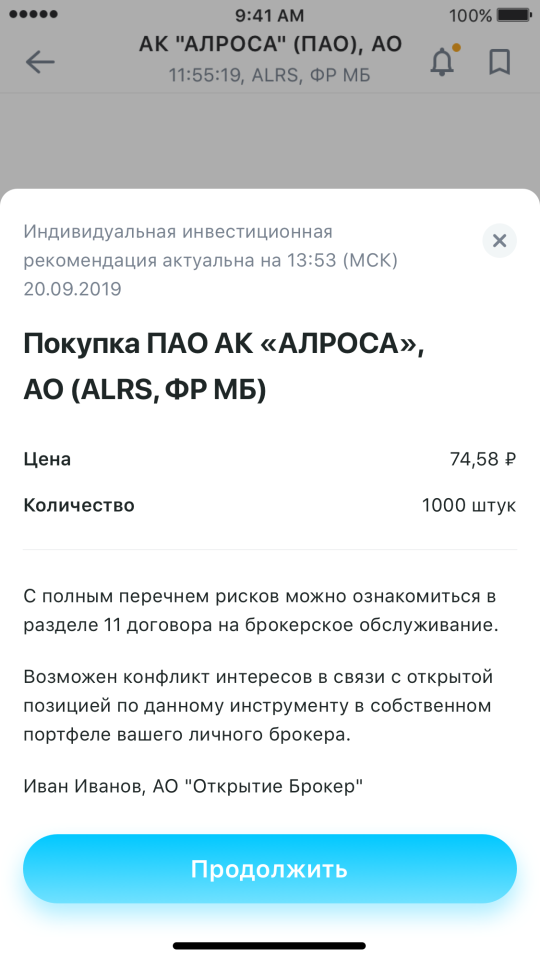 9:41 AM
100%
АК "АЛРОСА" (ПАО), АО
11:55:19, ALRS, ФР МБ
Индивидуальная инвестиционная
рекомендация актуальна на 13:53 (МСК)
20.09.2019
Покупка ПАО АК «АЛРОСА»,
АО (ALRS, ФР МБ)
Цена
74,58 ₽
Количество
1000 штук
С полным перечнем рисков можно ознакомиться в
разделе 11 договора на брокерское обслуживание.
Возможен конфликт интересов в связи с открытой
позицией по данному инструменту в собственном
портфеле вашего личного брокера.
Иван Иванов, АО "Открытие Брокер"
Продолжить